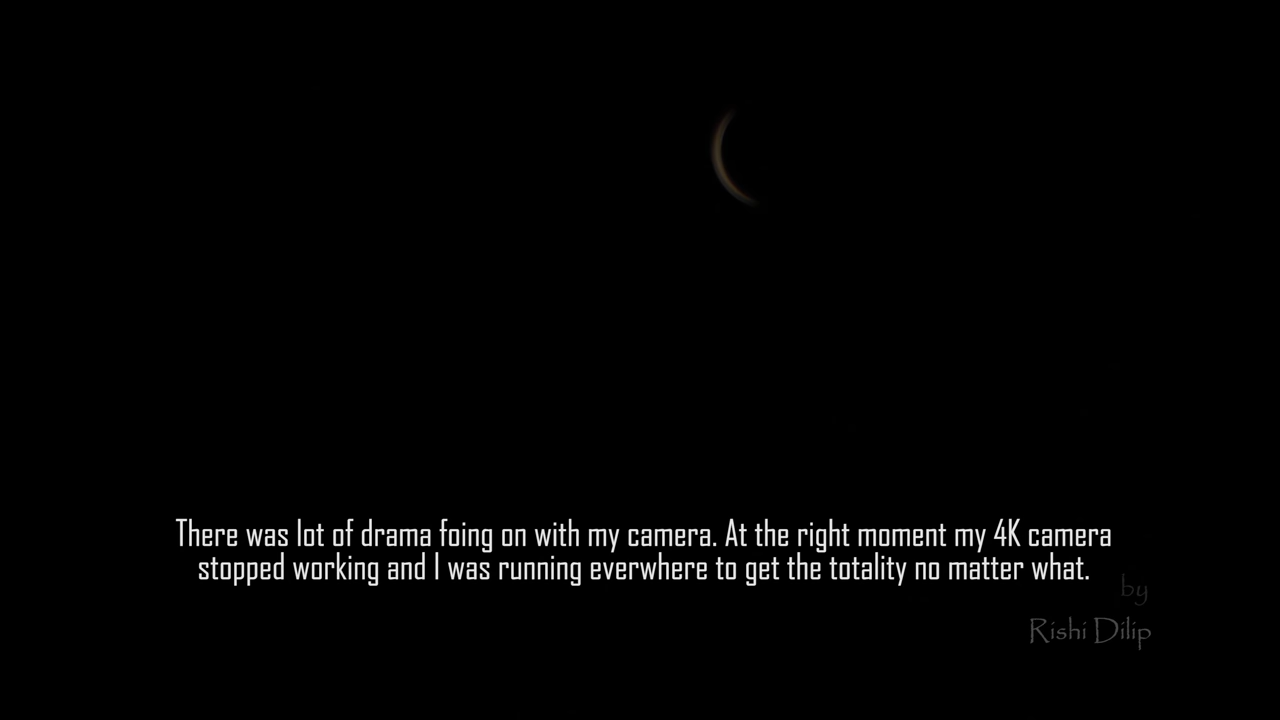 There was lot of drama foing on with my camera. At the right moment my 4K camera
stopped working and I was running everwhere to get the totality no matter what.
by
Rishi Dilip